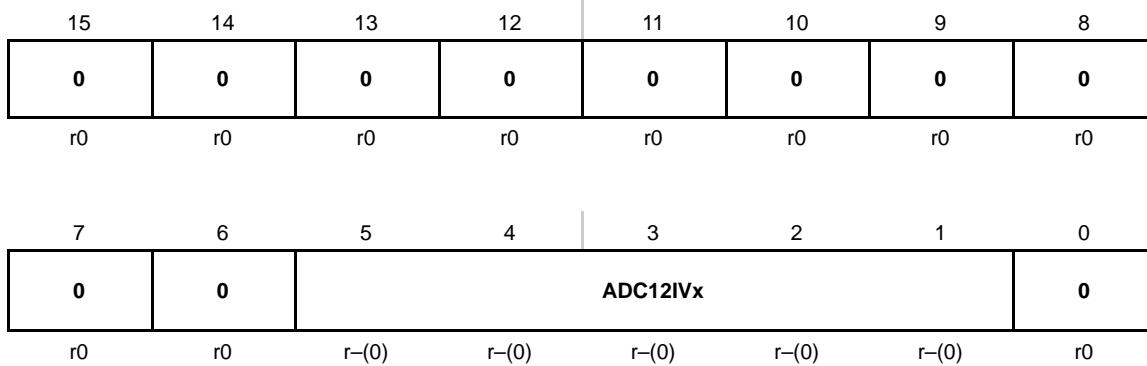 15 14 13 12 11 10 9 8
0 0 0 0 0 0 0 0
r0 r0 r0 r0 r0 r0 r0 r0
7 6 5 4 3 2 1 0
0 0 ADC12IVx 0
r0 r0 r−(0) r−(0) r−(0) r−(0) r−(0) r0